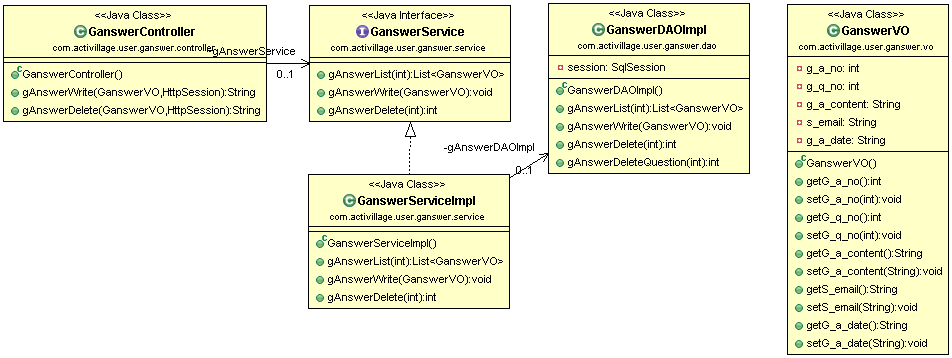 <<Java Class>>
GanswerController
com.activillage.user.ganswer.controller
GanswerController()
gAnswerWrite(GanswerVO,HttpSession):String
gAnswerDelete(GanswerVO,HttpSession):String
-gAnswerService
0..1
<<Java Interface>>
GanswerService
com.activillage.user.ganswer.service
gAnswerList(int):List<GanswerVO>
gAnswerWrite(GanswerVO):void
gAnswerDelete(int):int
<<Java Class>>
GanswerServiceImpl
com.activillage.user.ganswer.service
GanswerServiceImpl()
gAnswerList(int):List<GanswerVO>
gAnswerWrite(GanswerVO):void
gAnswerDelete(int):int
-gAnswerDAOImpl
0..1
<<Java Class>>
GanswerDAOImpl
com.activillage.user.ganswer.dao
session: SqlSession
GanswerDAOImpl()
gAnswerList(int):List<GanswerVO>
gAnswerWrite(GanswerVO):void
gAnswerDelete(int):int
gAnswerDeleteQuestion(int):int
<<Java Class>>
GanswerVO
com.activillage.user.ganswer.vo
g_a_no: int
g_q_no: int
g_a_content: String
s_email: String
g_a_date: String
GanswerVO()
getG_a_no():int
setG_a_no(int):void
getG_q_no():int
setG_q_no(int):void
getG_a_content():String
setG_a_content(String):void
getS_email():String
setS_email(String):void
getG_a_date():String
setG_a_date(String):void